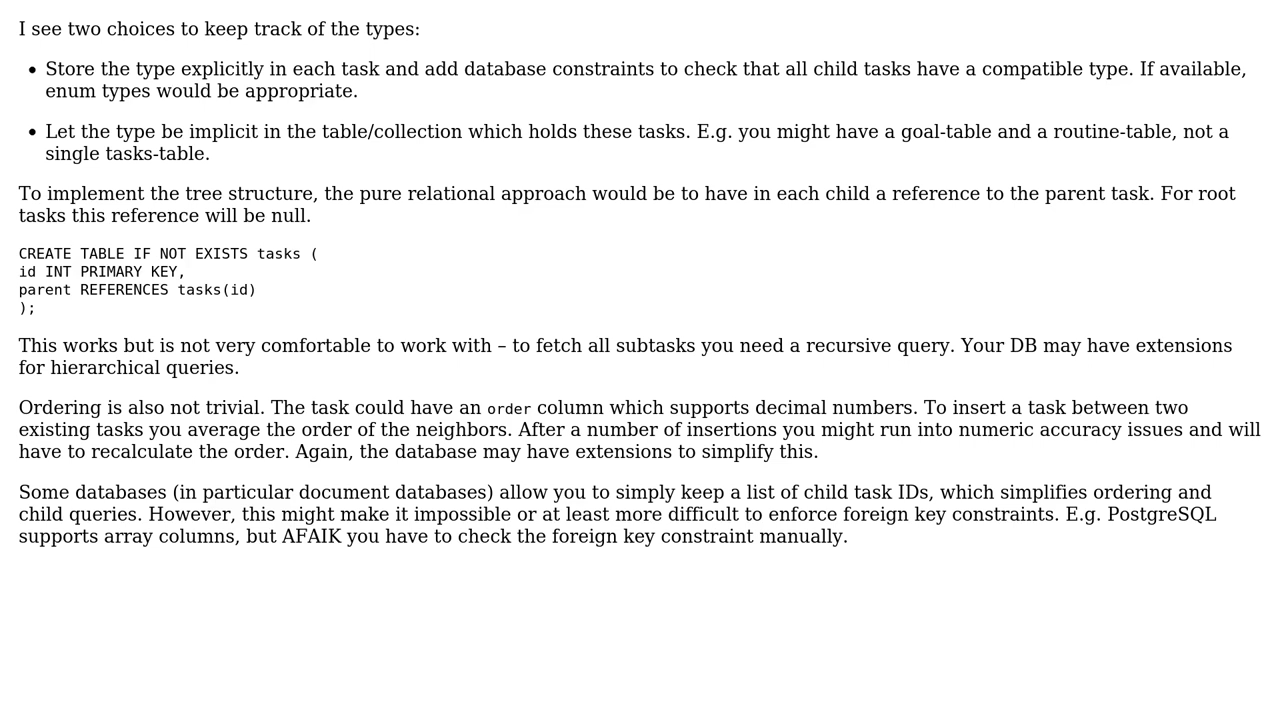 I see two choices to keep track of the types:
• Store the type explicitly in each task and add database constraints to check that all child tasks have a compatible type. If available,
enum types would be appropriate.
• Let the type be implicit in the table/collection which holds these tasks. E.g. you might have a goal-table and a routine-table, not a
single tasks-table.
To implement the tree structure, the pure relational approach would be to have in each child a reference to the parent task. For root
tasks this reference will be null.
CREATE TABLE IF NOT EXISTS tasks (
id INT PRIMARY KEY,
parent REFERENCES tasks(id)
);
This works but is not very comfortable to work with – to fetch all subtasks you need a recursive query. Your DB may have extensions
for hierarchical queries.
Ordering is also not trivial. The task could have an order column which supports decimal numbers. To insert a task between two
existing tasks you average the order of the neighbors. After a number of insertions you might run into numeric accuracy issues and will
have to recalculate the order. Again, the database may have extensions to simplify this.
Some databases (in particular document databases) allow you to simply keep a list of child task IDs, which simplifies ordering and
child queries. However, this might make it impossible or at least more difficult to enforce foreign key constraints. E.g. PostgreSQL
supports array columns, but AFAIK you have to check the foreign key constraint manually.